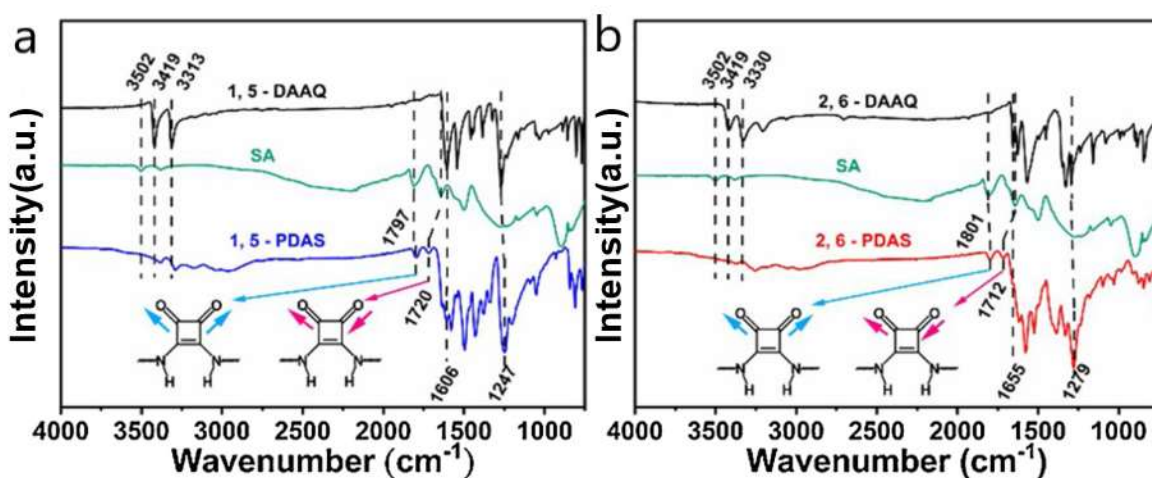 a
Intensity(a.u.)
3502
3419
3313
1, 5 - DAAQ
SA
1, 5 - PDAS
1797
1720
1606
1247
O O
N N
H H
O O
N N
H H
4000 3500 3000 2500 2000 1500 1000
Wavenumber (cm-1)
b
Intensity(a.u.)
3502
3419
3330
2, 6 - DAAQ
SA
2, 6 - PDAS
1801
1712
1655
1279
O O
N N
H H
O O
N N
H H
4000 3500 3000 2500 2000 1500 1000
Wavenumber (cm-1)